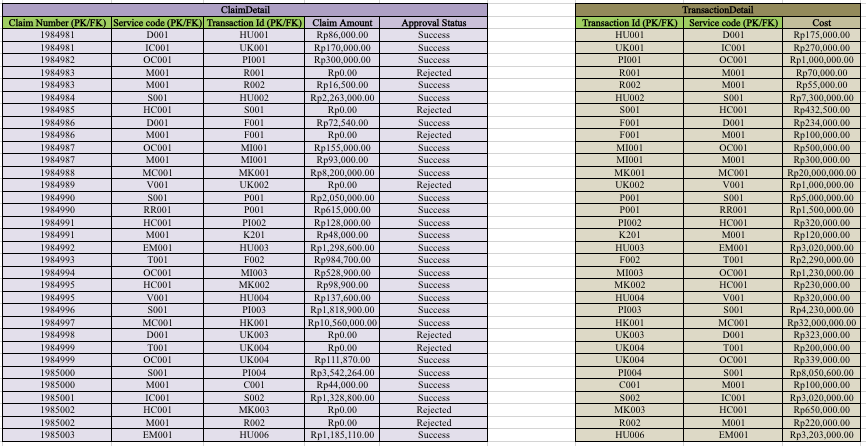 ClaimDetail TransactionDetail
Claim Number (PK/FK) Service code (PK/FK) Transaction Id (PK/FK) Claim Amount Approval Status Transaction Id (PK/FK) Service code (PK/FK) Cost
1984981 D001 HU001 Rp86,000.00 Success HU001 D001 Rp175,000.00
1984981 IC001 UK001 Rp170,000.00 Success UK001 IC001 Rp270,000.00
1984982 OC001 PI001 Rp300,000.00 Success PI001 OC001 Rp1,000,000.00
1984983 M001 R001 Rp0.00 Rejected R001 M001 Rp70,000.00
1984983 M001 R002 Rp16,500.00 Success R002 M001 Rp55,000.00
1984984 S001 HU002 Rp2,263,000.00 Success HU002 S001 Rp7,300,000.00
1984985 HC001 S001 Rp0.00 Rejected S001 HC001 Rp432,500.00
1984986 D001 F001 Rp72,540.00 Success F001 D001 Rp234,000.00
1984986 M001 F001 Rp0.00 Rejected F001 M001 Rp100,000.00
1984987 OC001 MI001 Rp155,000.00 Success MI001 OC001 Rp500,000.00
1984987 M001 MI001 Rp93,000.00 Success MI001 M001 Rp300,000.00
1984988 MC001 MK001 Rp8,200,000.00 Success MK001 MC001 Rp20,000,000.00
1984989 V001 UK002 Rp0.00 Rejected UK002 V001 Rp1,000,000.00
1984990 S001 P001 Rp2,050,000.00 Success P001 S001 Rp5,000,000.00
1984990 RR001 P001 Rp615,000.00 Success P001 RR001 Rp1,500,000.00
1984991 HC001 PI002 Rp128,000.00 Success PI002 HC001 Rp320,000.00
1984991 M001 K201 Rp48,000.00 Success K201 M001 Rp120,000.00
1984992 EM001 HU003 Rp1,298,600.00 Success HU003 EM001 Rp3,020,000.00
1984993 T001 F002 Rp984,700.00 Success F002 T001 Rp2,290,000.00
1984994 OC001 MI003 Rp528,900.00 Success MI003 OC001 Rp1,230,000.00
1984995 HC001 MK002 Rp98,900.00 Success MK002 HC001 Rp230,000.00
1984995 V001 HU004 Rp137,600.00 Success HU004 V001 Rp320,000.00
1984996 S001 PI003 Rp1,818,900.00 Success PI003 S001 Rp4,230,000.00
1984997 MC001 HK001 Rp10,560,000.00 Success HK001 MC001 Rp32,000,000.00
1984998 D001 UK003 Rp0.00 Rejected UK003 D001 Rp323,000.00
1984999 T001 UK004 Rp0.00 Rejected UK004 T001 Rp200,000.00
1984999 OC001 UK004 Rp111,870.00 Success UK004 OC001 Rp339,000.00
1985000 S001 PI004 Rp3,542,264.00 Success PI004 S001 Rp8,050,600.00
1985000 M001 C001 Rp44,000.00 Success C001 M001 Rp100,000.00
1985001 IC001 S002 Rp1,328,800.00 Success S002 IC001 Rp3,020,000.00
1985002 HC001 MK003 Rp0.00 Rejected MK003 HC001 Rp650,000.00
1985002 M001 R002 Rp0.00 Rejected R002 M001 Rp220,000.00
1985003 EM001 HU006 Rp1,185,110.00 Success HU006 EM001 Rp3,203,000.00